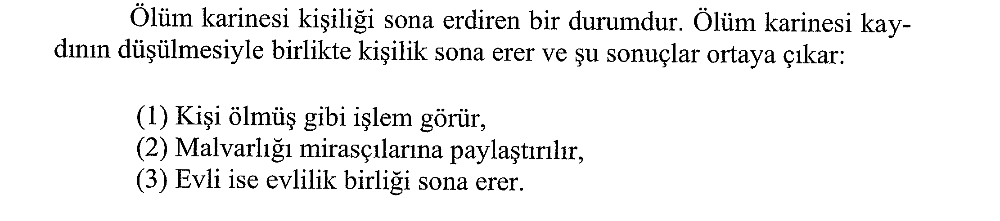 Ölüm karinesi kişiliği sona erdiren bir durumdur. Ölüm karinesi kay-
dının düşülmesiyle birlikte kişilik sona erer ve şu sonuçlar ortaya çıkar:
(1) Kişi ölmüş gibi işlem görür,
(2) Malvarlığı mirasçılarına paylaştırılır,
(3) Evli ise evlilik birliği sona erer.